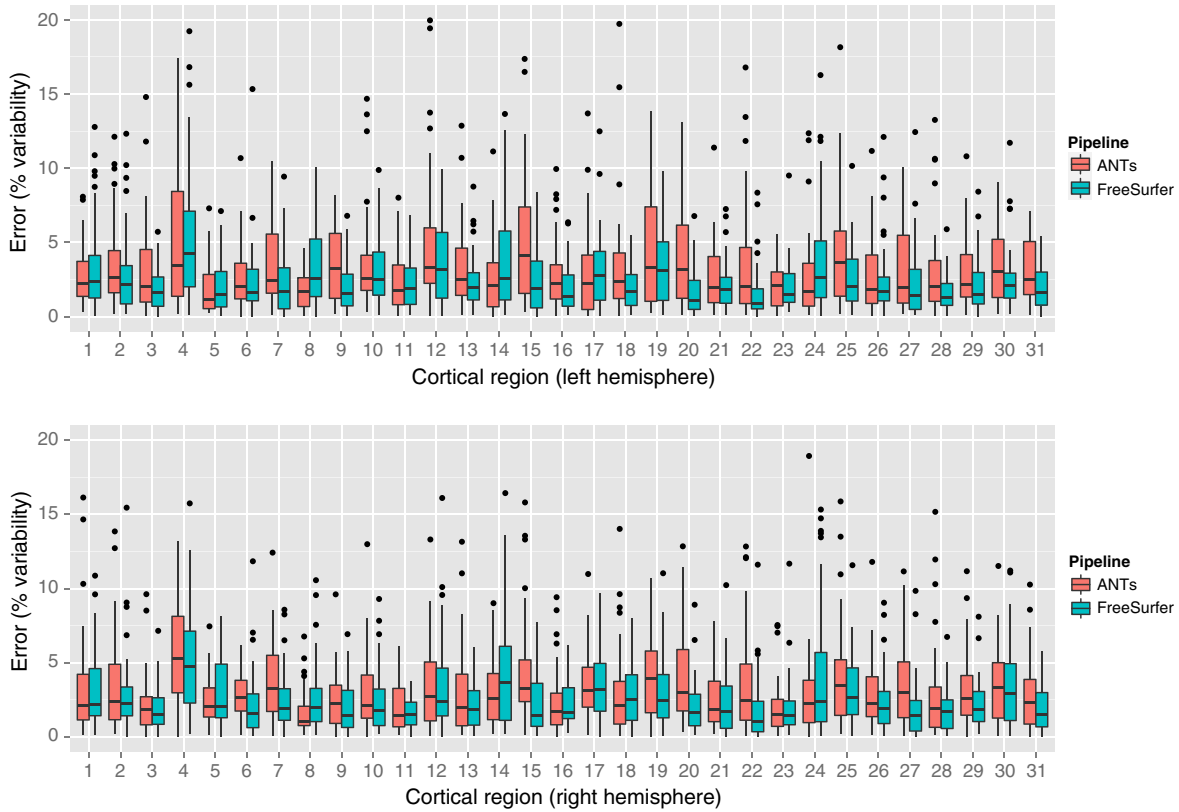 Error (% variability)
20
15
10
5
0
1 2 3 4 5 6 7 8 9 10 11 12 13 14 15 16 17 18 19 20 21 22 23 24 25 26 27 28 29 30 31
Cortical region (left hemisphere)
Pipeline
ANTs
FreeSurfer
Error (% variability)
20
15
10
5
0
1 2 3 4 5 6 7 8 9 10 11 12 13 14 15 16 17 18 19 20 21 22 23 24 25 26 27 28 29 30 31
Cortical region (right hemisphere)
Pipeline
ANTs
FreeSurfer